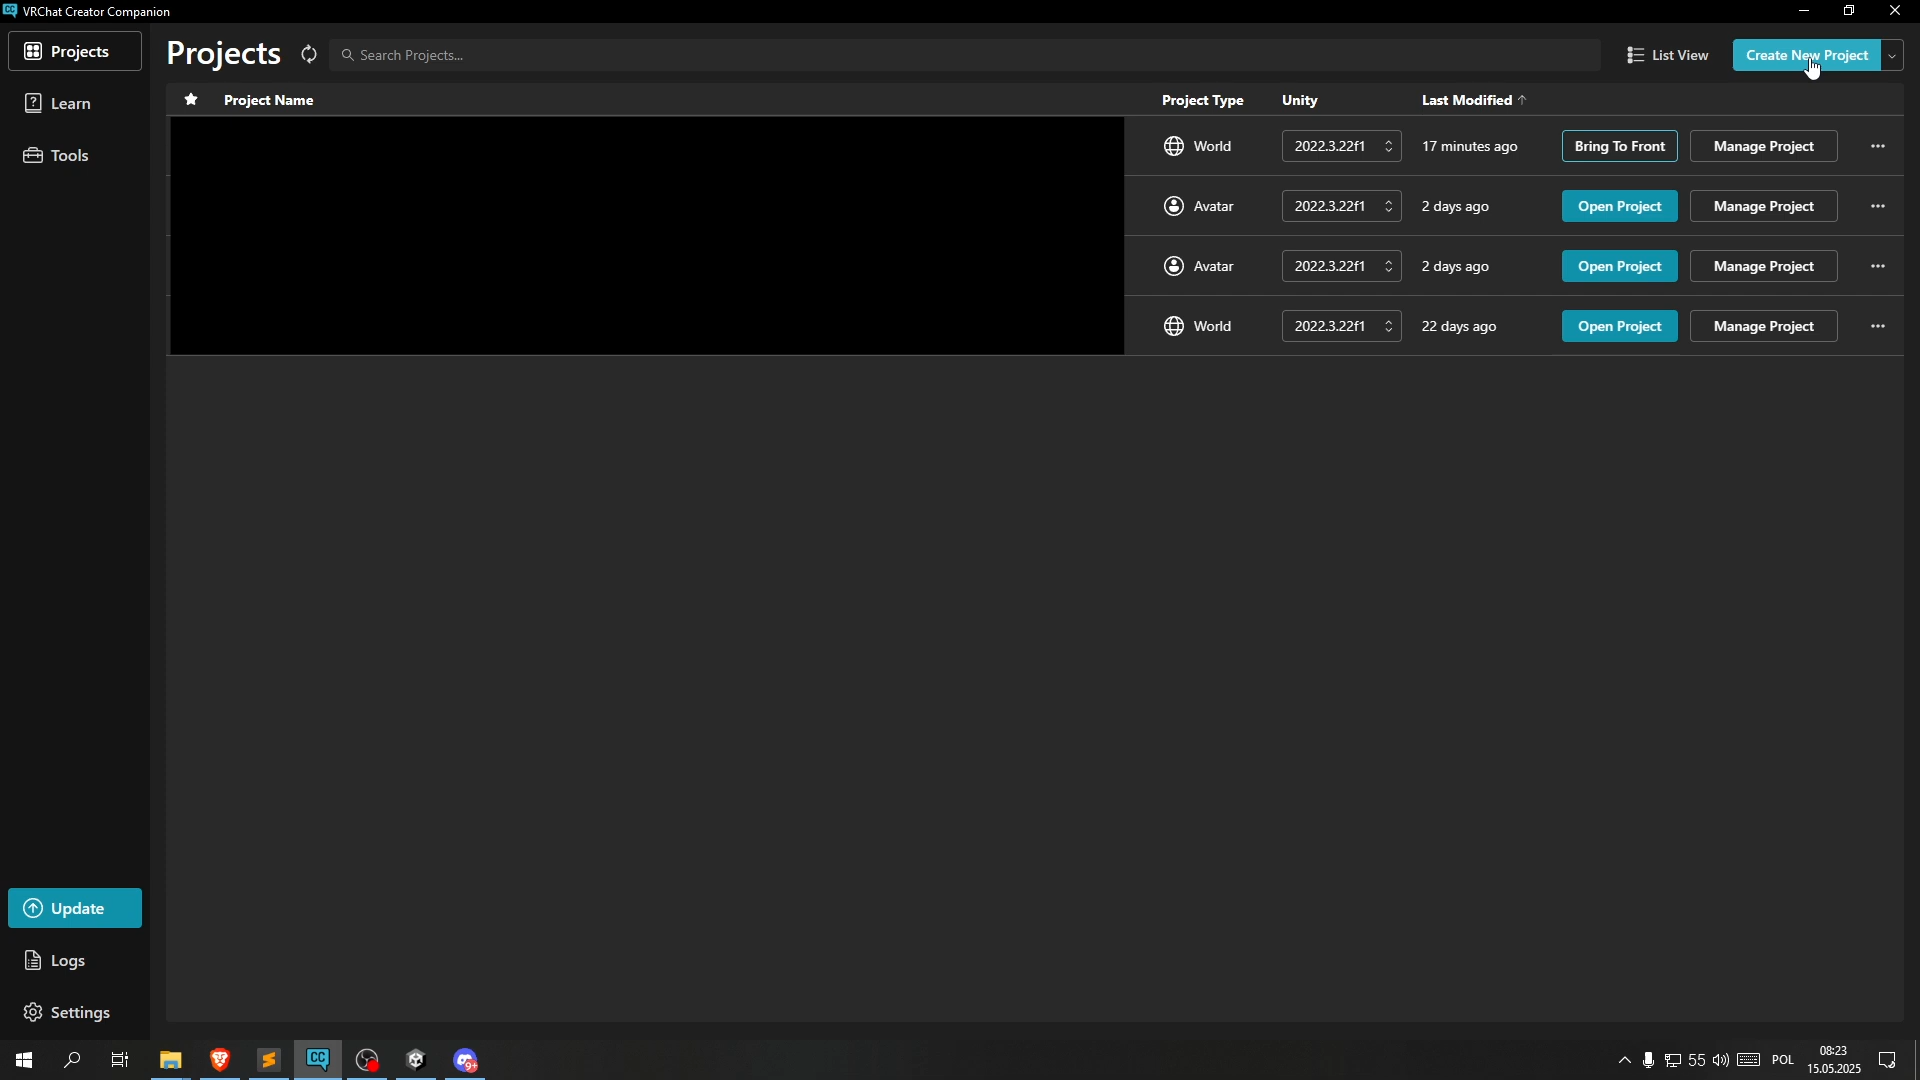 VRChat Creator Companion
Projects
Learn
Tools
Update
Logs
Settings
Projects
Search Projects...
List View
Create New Project
Project Name Project Type Unity Last Modified
World 2022.3.22f1 17 minutes ago Bring To Front Manage Project
Avatar 2022.3.22f1 2 days ago Open Project Manage Project
Avatar 2022.3.22f1 2 days ago Open Project Manage Project
World 2022.3.22f1 22 days ago Open Project Manage Project
CC
9+
55
POL
08:23
15.05.2025